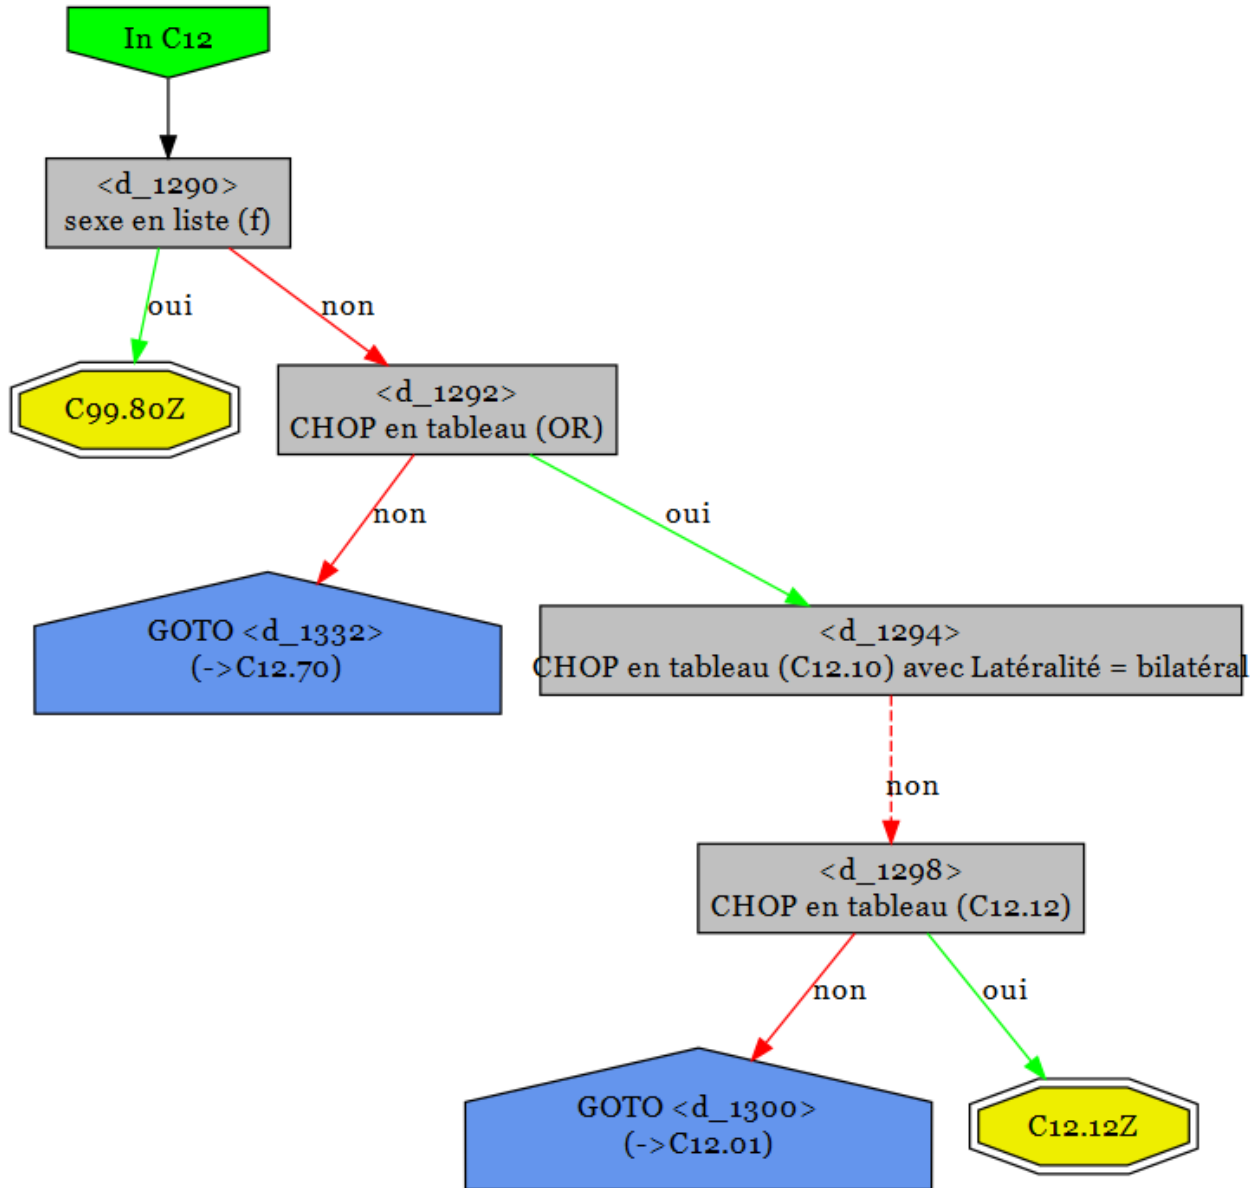 In C12
<d_1290>
sexe en liste (f)
oui
non
C99.80Z
<d_1292>
CHOP en tableau (OR)
non
oui
GOTO <d_1332>
(->C12.70)
<d_1294>
CHOP en tableau (C12.10) avec Latéralité = bilatéral
non
<d_1298>
CHOP en tableau (C12.12)
non
oui
GOTO <d_1300>
(->C12.01)
C12.12Z